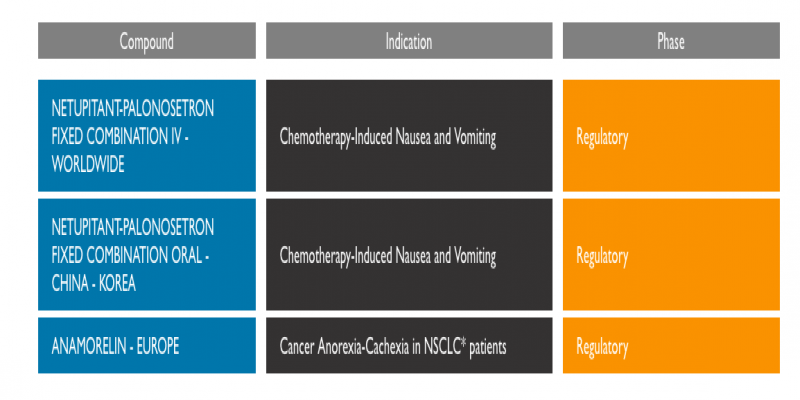 Compound Indication Phase
NETUPITANT-PALONOSETRON
FIXED COMBINATION IV -
WORLDWIDE
Chemotherapy-Induced Nausea and Vomiting
Regulatory
NETUPITANT-PALONOSETRON
FIXED COMBINATION ORAL -
CHINA - KOREA
Chemotherapy-Induced Nausea and Vomiting
Regulatory
ANAMORELIN - EUROPE
Cancer Anorexia-Cachexia in NSCLC* patients
Regulatory